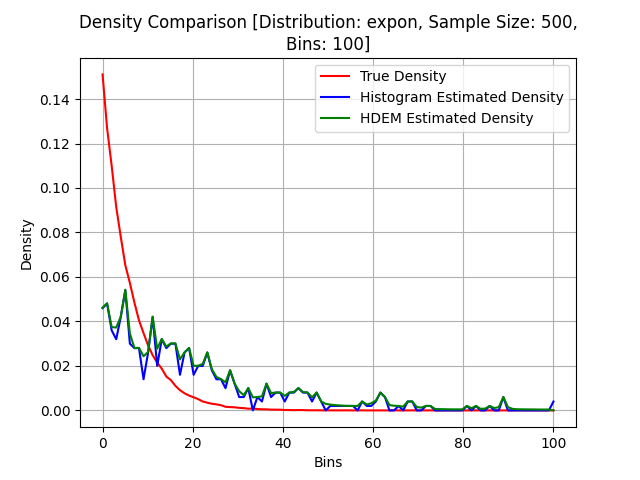 Density Comparison [Distribution: expon, Sample Size: 500,
Bins: 100]
True Density
Histogram Estimated Density
HDEM Estimated Density
Density
0.14
0.12
0.10
0.08
0.06
0.04
0.02
0.00
0 20 40 60 80 100
Bins